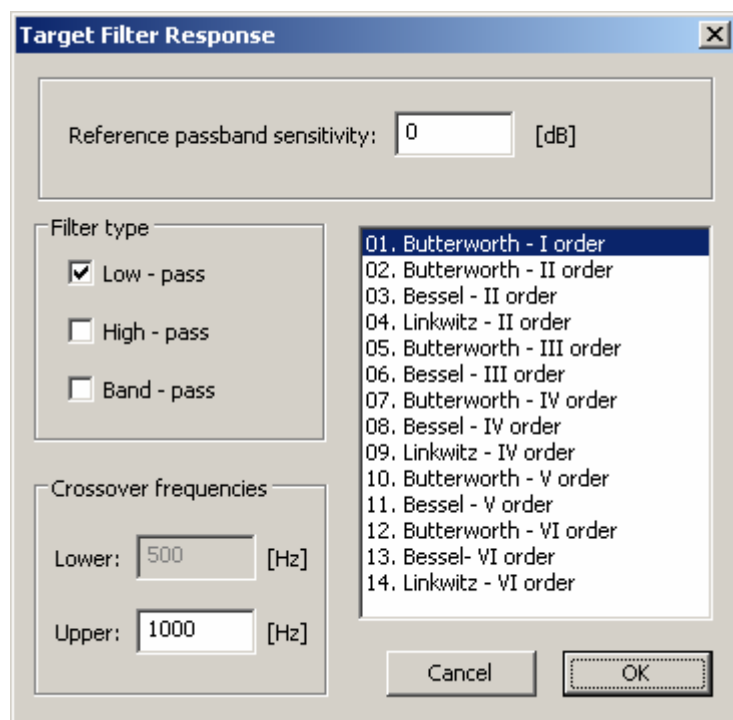 Target Filter Response
Reference passband sensitivity: 0 [dB]
Filter type
Low - pass
High - pass
Band - pass
01. Butterworth - I order
02. Butterworth - II order
03. Bessel - II order
04. Linkwitz - II order
05. Butterworth - III order
06. Bessel - III order
07. Butterworth - IV order
08. Bessel - IV order
09. Linkwitz - IV order
10. Butterworth - V order
11. Bessel - V order
12. Butterworth - VI order
13. Bessel- VI order
14. Linkwitz - VI order
Crossover frequencies
Lower: 500 [Hz]
Upper: 1000 [Hz]
Cancel
OK